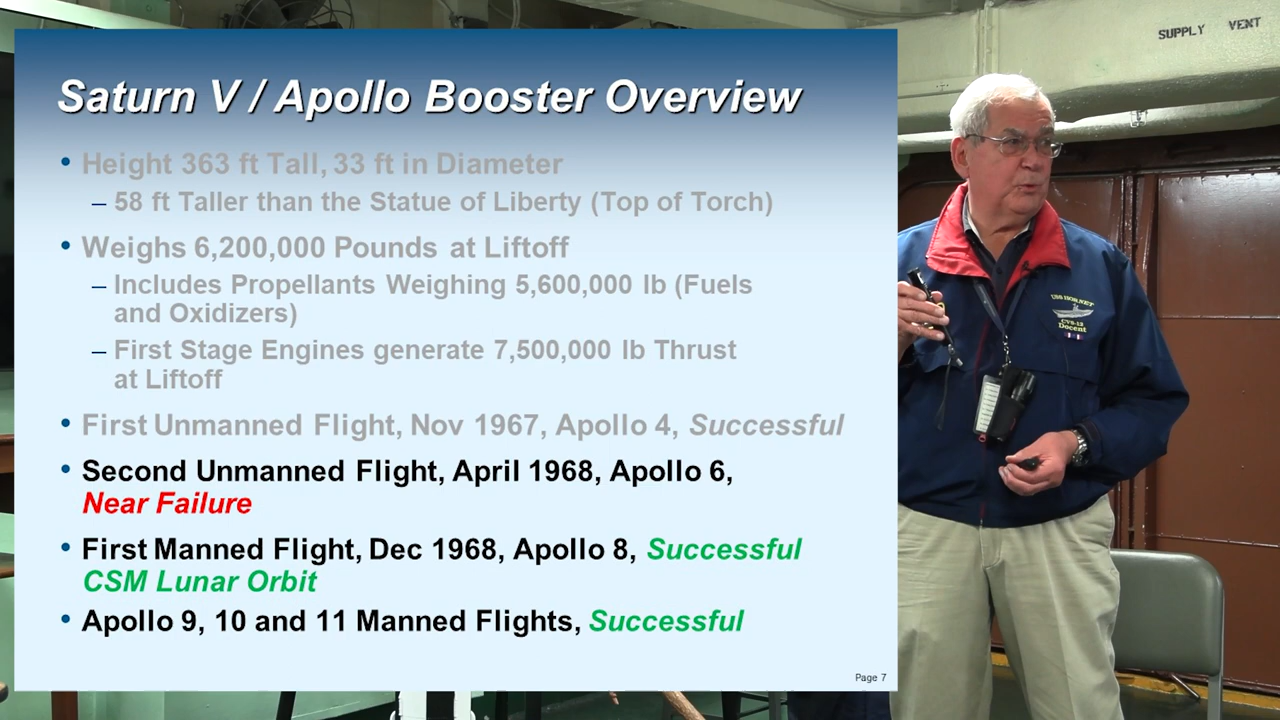 SUPPLY VENT
Saturn V / Apollo Booster Overview
• Height 363 ft Tall, 33 ft in Diameter
– 58 ft Taller than the Statue of Liberty (Top of Torch)
• Weighs 6,200,000 Pounds at Liftoff
– Includes Propellants Weighing 5,600,000 lb (Fuels
and Oxidizers)
– First Stage Engines generate 7,500,000 lb Thrust
at Liftoff
• First Unmanned Flight, Nov 1967, Apollo 4, Successful
• Second Unmanned Flight, April 1968, Apollo 6,
Near Failure
• First Manned Flight, Dec 1968, Apollo 8, Successful
CSM Lunar Orbit
• Apollo 9, 10 and 11 Manned Flights, Successful
Page 7
USS HORNET
CVS-12
Docent